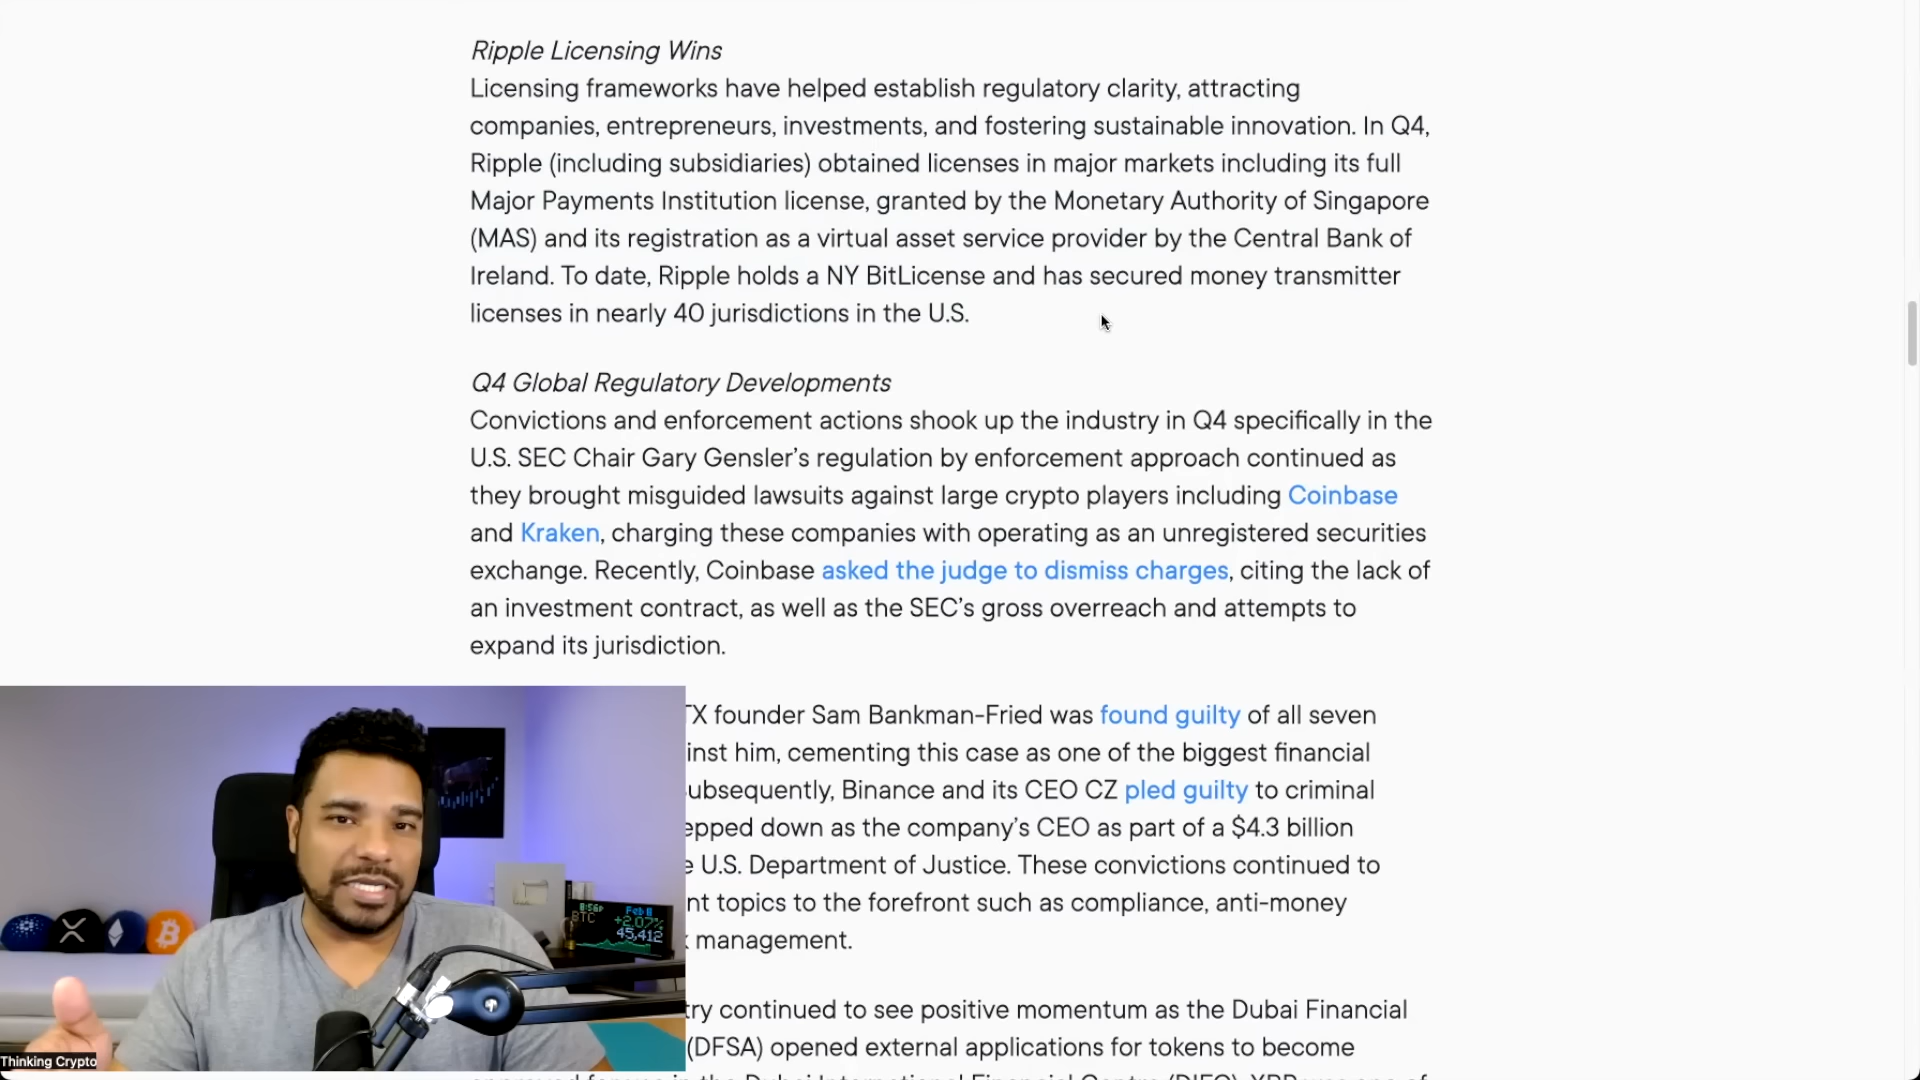 Ripple Licensing Wins
Licensing frameworks have helped establish regulatory clarity, attracting
companies, entrepreneurs, investments, and fostering sustainable innovation. In Q4,
Ripple (including subsidiaries) obtained licenses in major markets including its full
Major Payments Institution license, granted by the Monetary Authority of Singapore
(MAS) and its registration as a virtual asset service provider by the Central Bank of
Ireland. To date, Ripple holds a NY BitLicense and has secured money transmitter
licenses in nearly 40 jurisdictions in the U.S.
Q4 Global Regulatory Developments
Convictions and enforcement actions shook up the industry in Q4 specifically in the
U.S. SEC Chair Gary Gensler's regulation by enforcement approach continued as
they brought misguided lawsuits against large crypto players including Coinbase
and Kraken, charging these companies with operating as an unregistered securities
exchange. Recently, Coinbase asked the judge to dismiss charges, citing the lack of
an investment contract, as well as the SEC's gross overreach and attempts to
expand its jurisdiction.
TX founder Sam Bankman-Fried was found guilty of all seven
inst him, cementing this case as one of the biggest financial
ubsequently, Binance and its CEO CZ pled guilty to criminal
epped down as the company's CEO as part of a $4.3 billion
e U.S. Department of Justice. These convictions continued to
nt topics to the forefront such as compliance, anti-money
management.
try continued to see positive momentum as the Dubai Financial
(DFSA) opened external applications for tokens to become
8:56P Feb 8
BTC +2.07%
45,412
Thinking Crypto